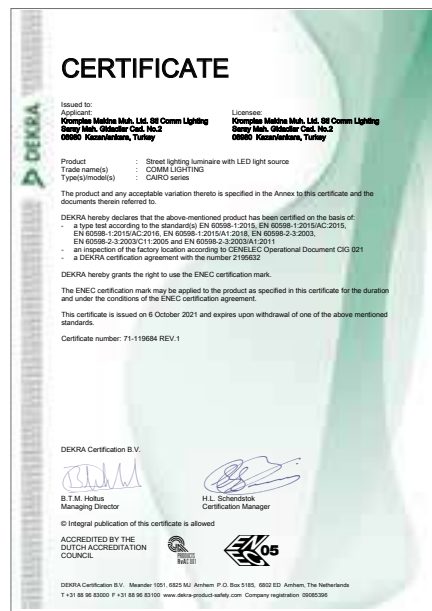 DEKRA
CERTIFICATE
Issued to:
Applicant:
Kromplas Makina Muh. Ltd. Sti Comm Lighting
Saray Mah. Gidacilar Cad. No.2
06980 Kazan/ankara, Turkey
Licensee:
Kromplas Makina Muh. Ltd. Sti Comm Lighting
Saray Mah. Gidacilar Cad. No.2
06980 Kazan/ankara, Turkey
Product : Street lighting luminaire with LED light source
Trade name(s) : COMM LIGHTING
Type(s)/model(s) : CAIRO series
The product and any acceptable variation thereto is specified in the Annex to this certificate and the
documents therein referred to.
DEKRA hereby declares that the above-mentioned product has been certified on the basis of:
- a type test according to the standard(s) EN 60598-1:2015, EN 60598-1:2015/AC:2015,
EN 60598-1:2015/AC:2016, EN 60598-1:2015/A1:2018, EN 60598-2-3:2003,
EN 60598-2-3:2003/C11:2005 and EN 60598-2-3:2003/A1:2011
- an inspection of the factory location according to CENELEC Operational Document CIG 021
- a DEKRA certification agreement with the number 2195632
DEKRA hereby grants the right to use the ENEC certification mark.
The ENEC certification mark may be applied to the product as specified in this certificate for the duration
and under the conditions of the ENEC certification agreement.
This certificate is issued on 6 October 2021 and expires upon withdrawal of one of the above mentioned
standards.
Certificate number: 71-119684 REV.1
DEKRA Certification B.V.
B.T.M. Holtus
Managing Director
H.L. Schendstok
Certification Manager
© Integral publication of this certificate is allowed
ACCREDITED BY THE
DUTCH ACCREDITATION
COUNCIL
PRODUCTS
RvA C 001
05
DEKRA Certification B.V. Meander 1051, 6825 MJ Arnhem P.O. Box 5185, 6802 ED Arnhem, The Netherlands
T +31 88 96 83000 F +31 88 96 83100 www.dekra-product-safety.com Company registration 09085396